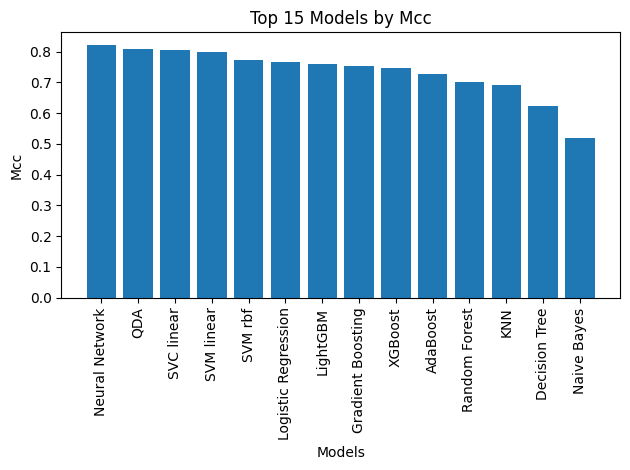 Top 15 Models by Mcc
Mcc
0.8
0.7
0.6
0.5
0.4
0.3
0.2
0.1
0.0
Neural Network
QDA
SVC linear
SVM linear
SVM rbf
Logistic Regression
LightGBM
Gradient Boosting
XGBoost
AdaBoost
Random Forest
KNN
Decision Tree
Naive Bayes
Models